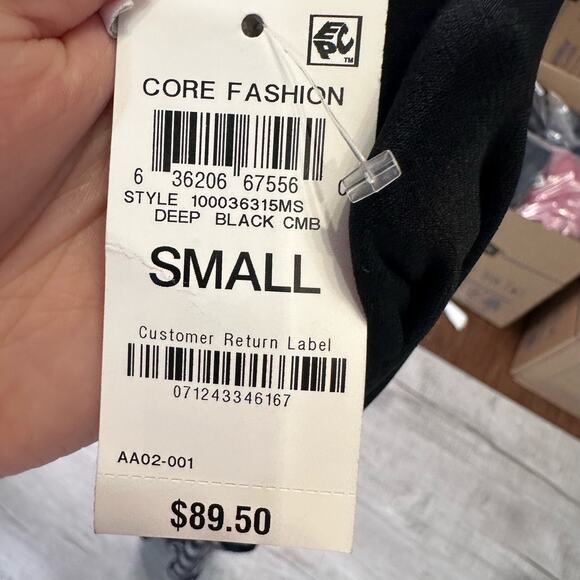 EPC TM
CORE FASHION
6 36206 67556
STYLE 100036315MS
DEEP BLACK CMB
SMALL
Customer Return Label
071243346167
AA02-001
$89.50